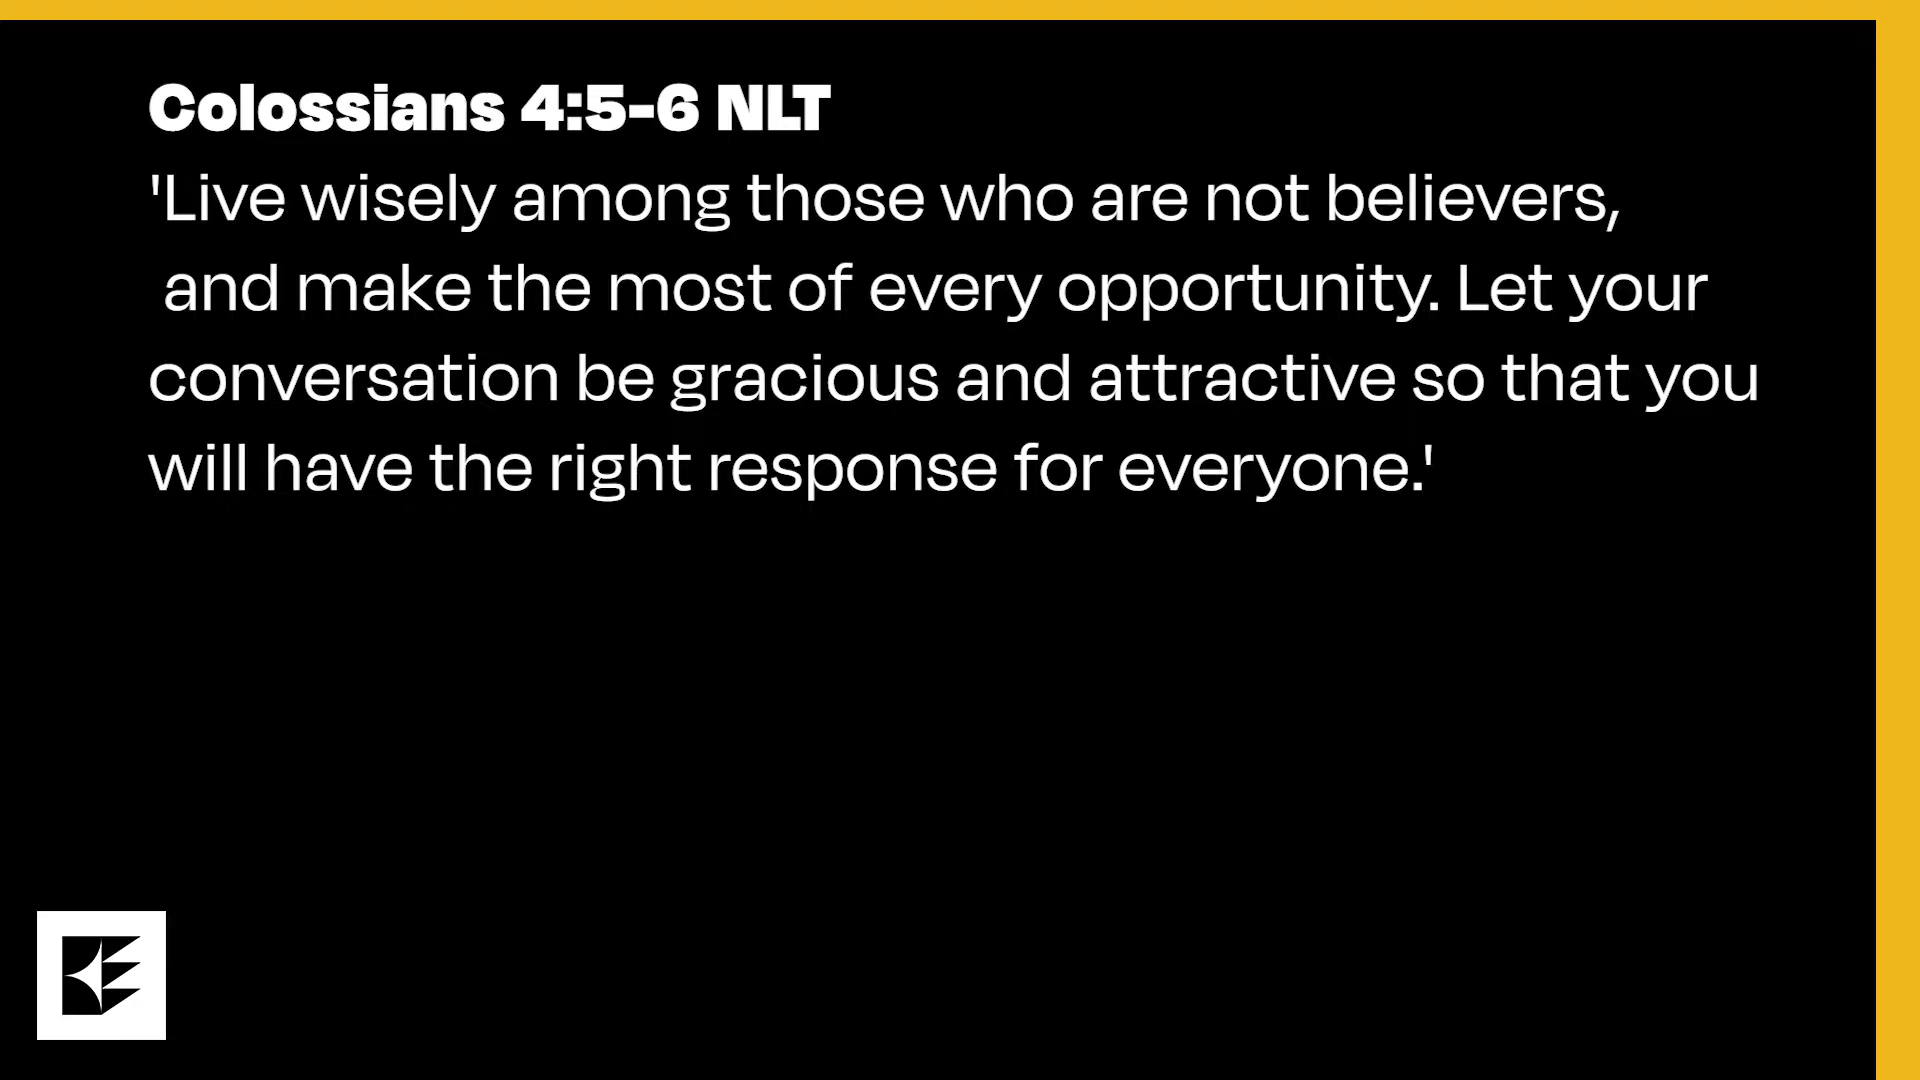 Colossians 4:5-6 NLT
'Live wisely among those who are not believers,
and make the most of every opportunity. Let your
conversation be gracious and attractive so that you
will have the right response for everyone.'